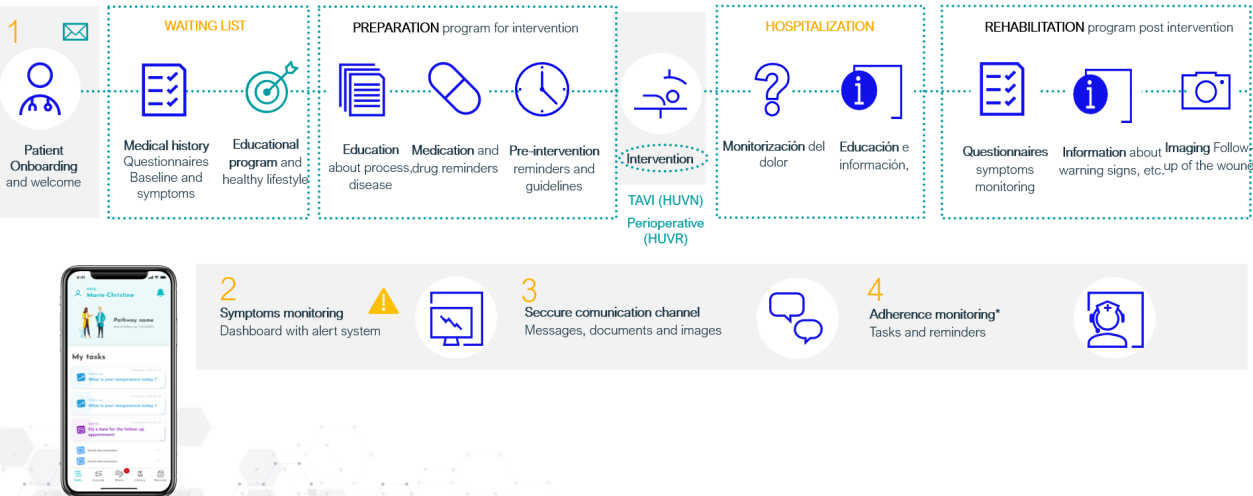 1
WAITING LIST
PREPARATION program for intervention
HOSPITALIZATION
REHABILITATION program post intervention
Patient
Onboarding
and welcome
Medical history
Questionnaires
Baseline and
symptoms
Educational
program and
healthy lifestyle
Education
about process,
disease
Medication and
drug reminders
Pre-intervention
reminders and
guidelines
Intervention
TAVI (HUVN)
Perioperative
(HUVR)
Monitorización del
dolor
Educación e
información,
Questionnaires
symptoms
monitoring
Information about
warning signs, etc.
Imaging Follow-
up of the wound
2
Symptoms monitoring
Dashboard with alert system
3
Seccure comunication channel
Messages, documents and images
4
Adherence monitoring*
Tasks and reminders
9:41
Hello
Marie-Christine
Pathway name
My tasks
What is your temperature today ?
What is your temperature today ?
Fix a date for the follow-up
appointment